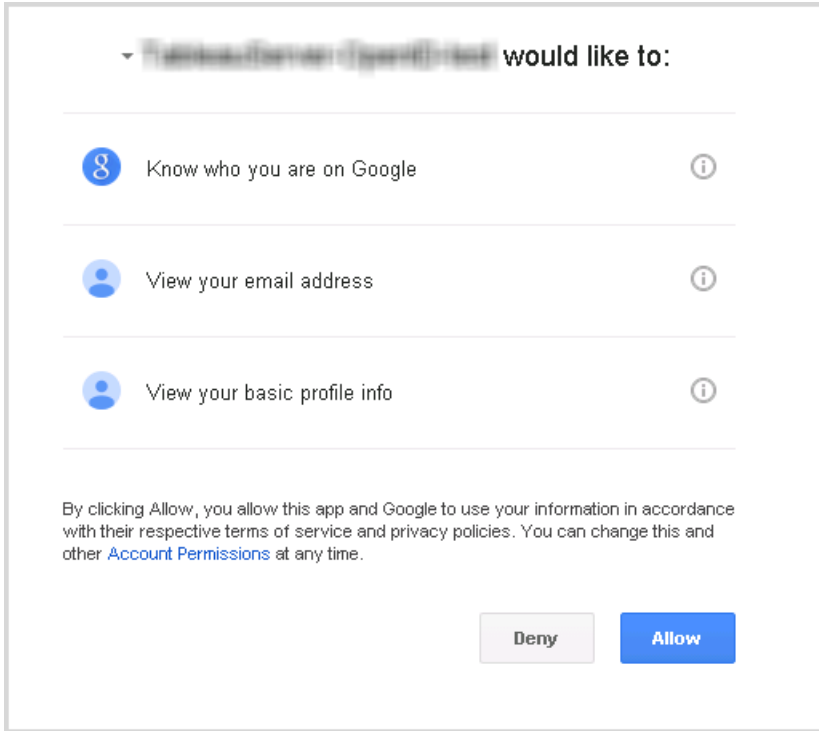 would like to:
8 Know who you are on Google
View your email address
View your basic profile info
By clicking Allow, you allow this app and Google to use your information in accordance
with their respective terms of service and privacy policies. You can change this and
other Account Permissions at any time.
Deny Allow